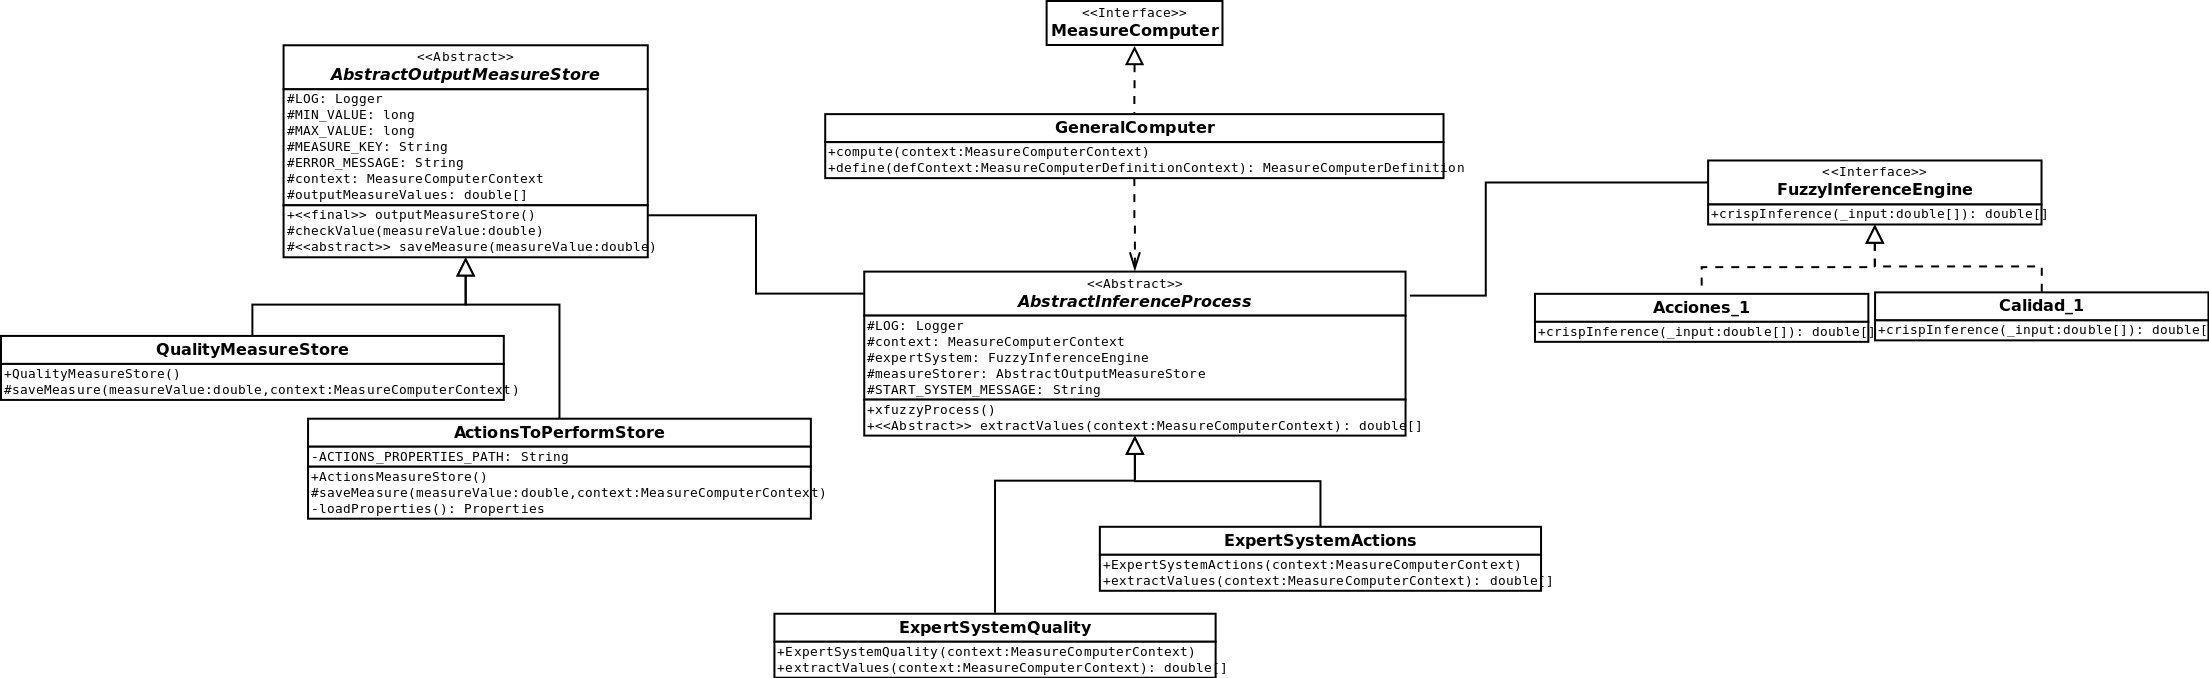 <<Interface>>
MeasureComputer
<<Abstract>>
AbstractOutputMeasureStore
#LOG: Logger
#MIN_VALUE: long
#MAX_VALUE: long
#MEASURE_KEY: String
#ERROR_MESSAGE: String
#context: MeasureComputerContext
#outputMeasureValues: double[]
+<<final>> outputMeasureStore()
#checkValue(measureValue:double)
#<<abstract>> saveMeasure(measureValue:double)
GeneralComputer
+compute(context:MeasureComputerContext)
+define(defContext:MeasureComputerDefinitionContext): MeasureComputerDefinition
<<Interface>>
FuzzyInferenceEngine
+crispInference(_input:double[]): double[]
<<Abstract>>
AbstractInferenceProcess
#LOG: Logger
#context: MeasureComputerContext
#expertSystem: FuzzyInferenceEngine
#measureStorer: AbstractOutputMeasureStore
#START_SYSTEM_MESSAGE: String
+xfuzzyProcess()
+<<Abstract>> extractValues(context:MeasureComputerContext): double[]
Acciones_1
+crispInference(_input:double[]): double[]
Calidad_1
+crispInference(_input:double[]): double[
QualityMeasureStore
+QualityMeasureStore()
#saveMeasure(measureValue:double,context:MeasureComputerContext)
ActionsToPerformStore
-ACTIONS_PROPERTIES_PATH: String
+ActionsMeasureStore()
#saveMeasure(measureValue:double,context:MeasureComputerContext)
-loadProperties(): Properties
ExpertSystemActions
+ExpertSystemActions(context:MeasureComputerContext)
+extractValues(context:MeasureComputerContext): double[]
ExpertSystemQuality
+ExpertSystemQuality(context:MeasureComputerContext)
+extractValues(context:MeasureComputerContext): double[]